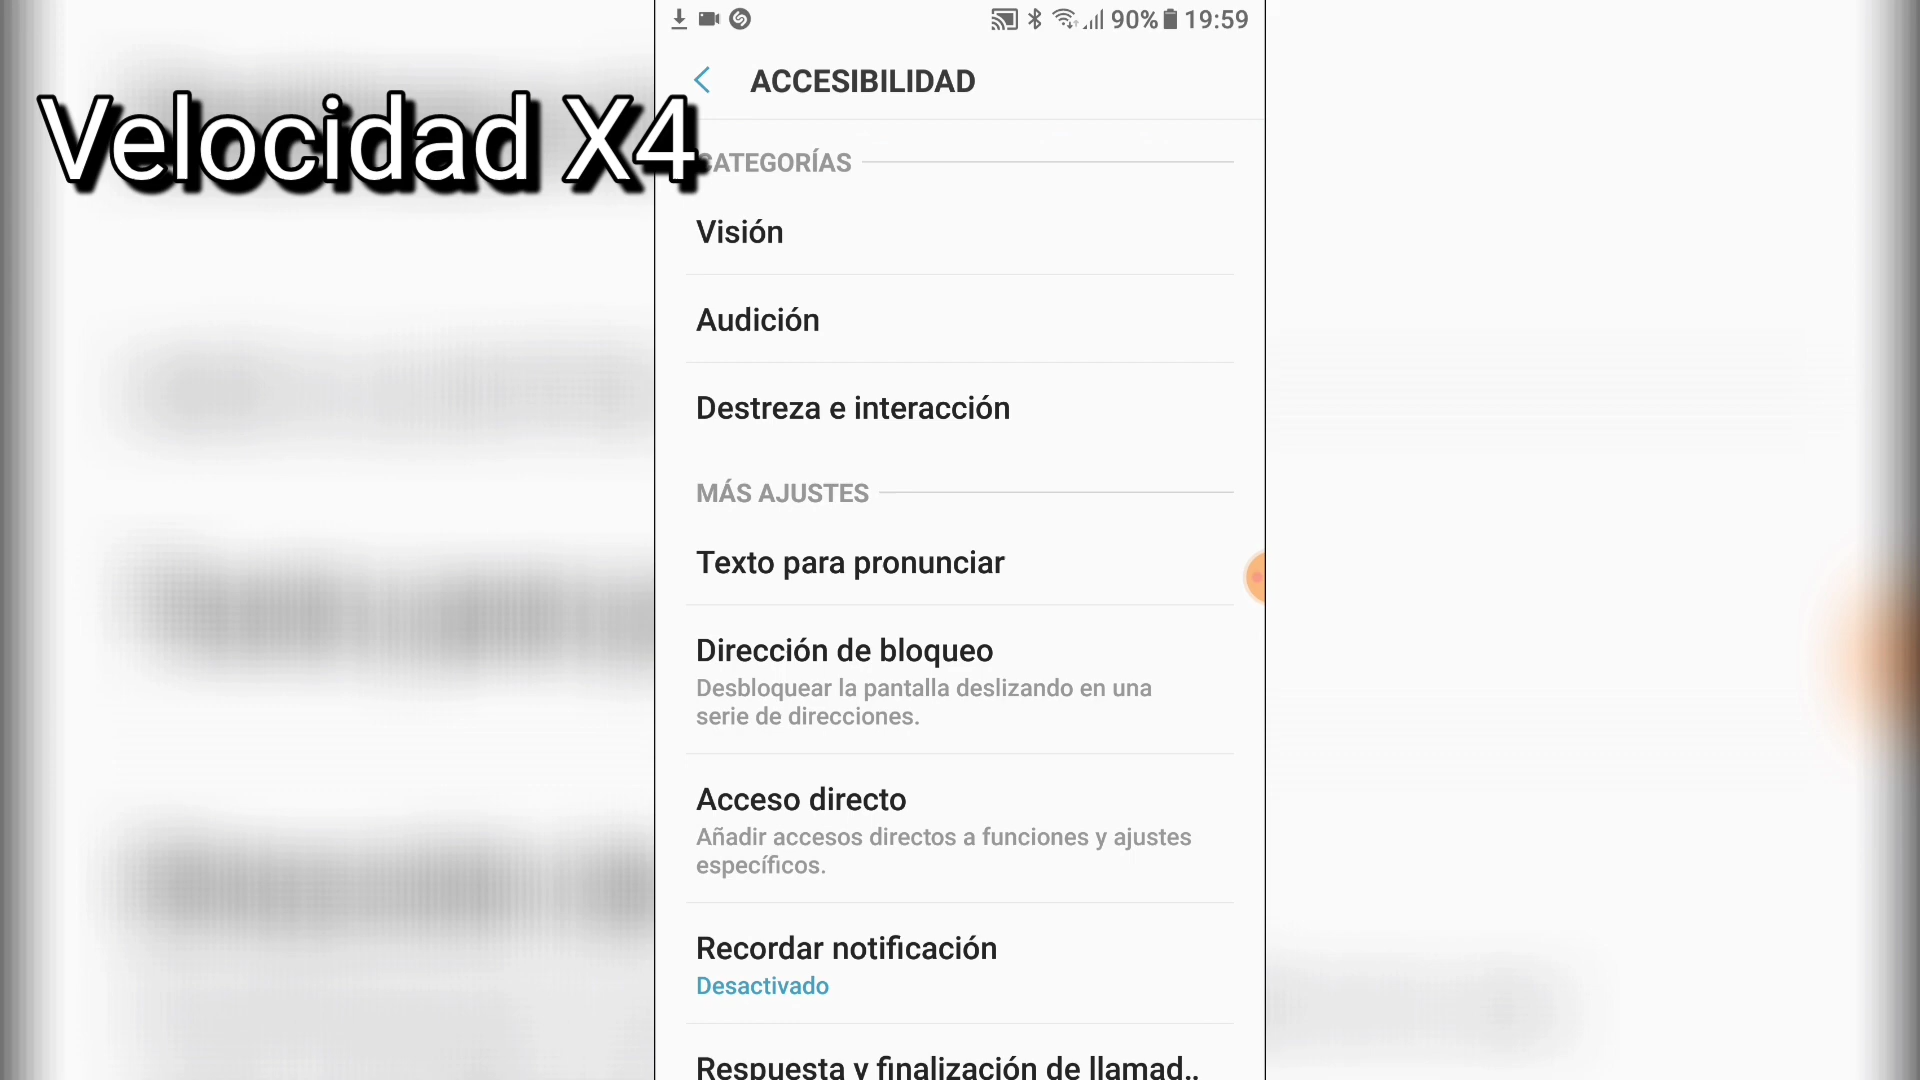 90% 19:59
ACCESIBILIDAD
Velocidad X4
CATEGORÍAS
Visión
Audición
Destreza e interacción
MÁS AJUSTES
Texto para pronunciar
Dirección de bloqueo
Desbloquear la pantalla deslizando en una
serie de direcciones.
Acceso directo
Añadir accesos directos a funciones y ajustes
específicos.
Recordar notificación
Desactivado
Respuesta y finalización de llamad..